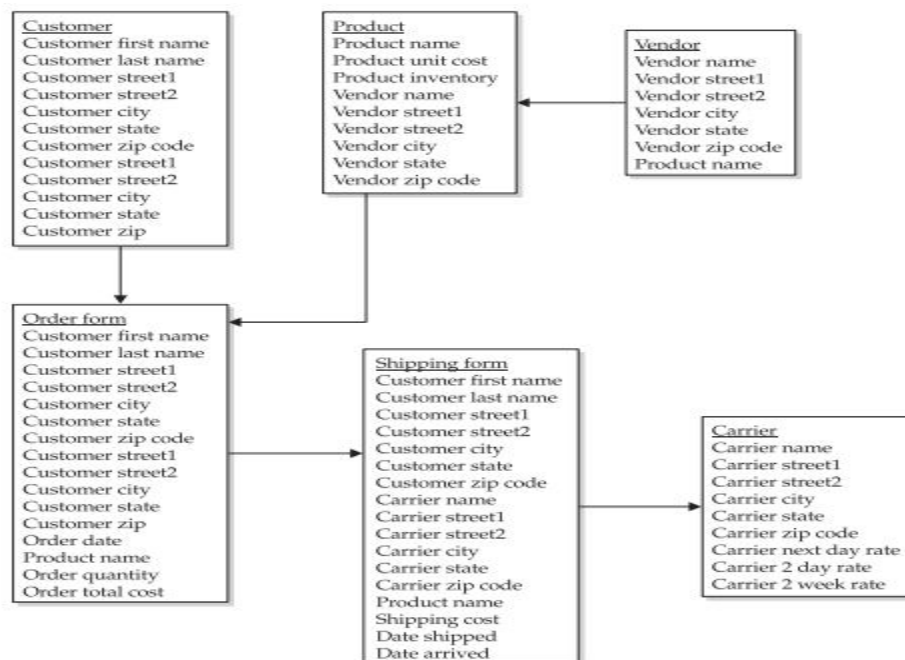 Customer
Customer first name
Customer last name
Customer street1
Customer street2
Customer city
Customer state
Customer zip code
Customer street1
Customer street2
Customer city
Customer state
Customer zip
Product
Product name
Product unit cost
Product inventory
Vendor name
Vendor street1
Vendor street2
Vendor city
Vendor state
Vendor zip code
Vendor
Vendor name
Vendor street1
Vendor street2
Vendor city
Vendor state
Vendor zip code
Product name
Order form
Customer first name
Customer last name
Customer street1
Customer street2
Customer city
Customer state
Customer zip code
Customer street1
Customer street2
Customer city
Customer state
Customer zip
Order date
Product name
Order quantity
Order total cost
Shipping form
Customer first name
Customer last name
Customer street1
Customer street2
Customer city
Customer state
Customer zip code
Carrier name
Carrier street1
Carrier street2
Carrier city
Carrier state
Carrier zip code
Product name
Shipping cost
Date shipped
Date arrived
Carrier
Carrier name
Carrier street1
Carrier street2
Carrier city
Carrier state
Carrier zip code
Carrier next day rate
Carrier 2 day rate
Carrier 2 week rate